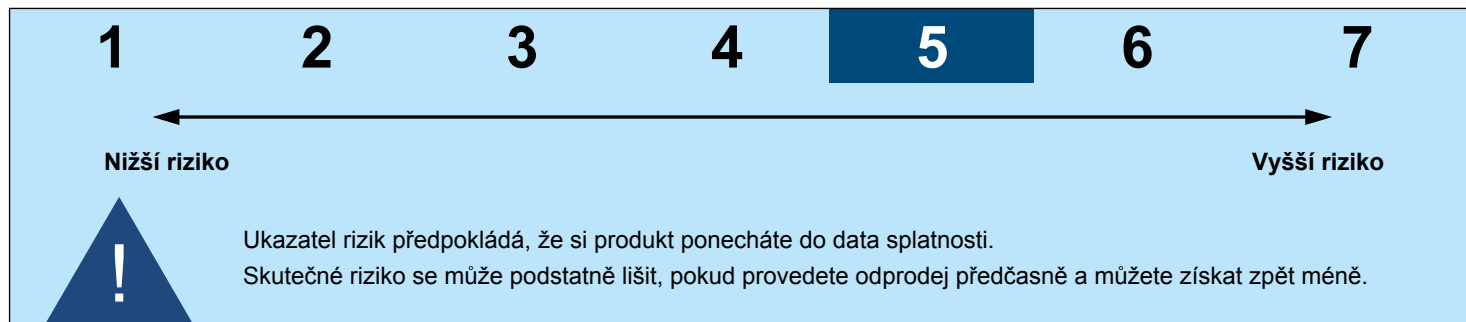 1 2 3 4 5 6 7
Nižší riziko Vyšší riziko
! Ukazatel rizik předpokládá, že si produkt ponecháte do data splatnosti.
Skutečné riziko se může podstatně lišit, pokud provedete odprodej předčasně a můžete získat zpět méně.